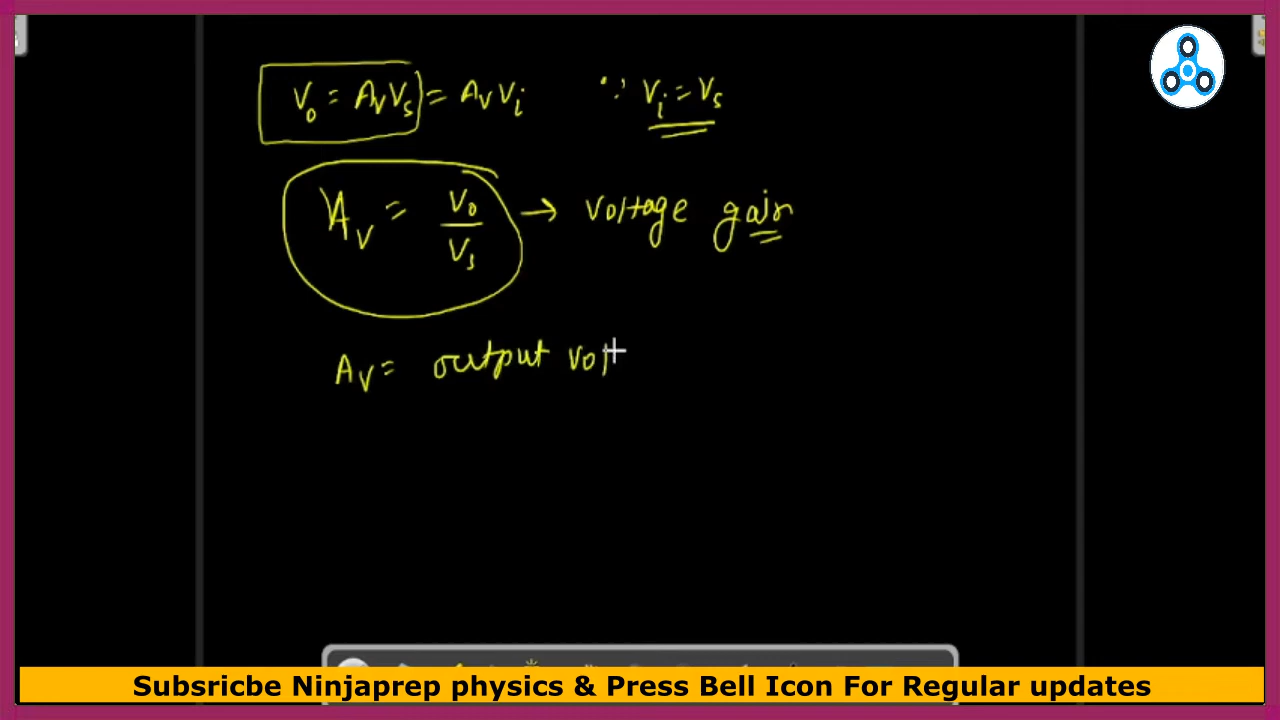 V₀ = AᵥVₛ = AᵥVᵢ ∵ Vᵢ = Vₛ
Aᵥ = V₀/Vₛ → Voltage gain
Aᵥ = output vol
Subsricbe Ninjaprep physics & Press Bell Icon For Regular updates